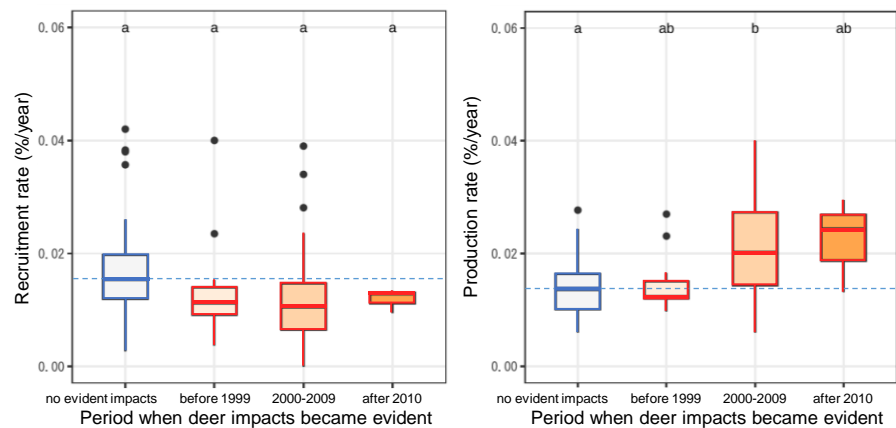 0.06
a a a a
0.04
0.02
0.00
Recruitment rate (%/year)
no evident impacts before 1999 2000-2009 after 2010
Period when deer impacts became evident
0.06
a ab b ab
0.04
0.02
0.00
Production rate (%/year)
no evident impacts before 1999 2000-2009 after 2010
Period when deer impacts became evident